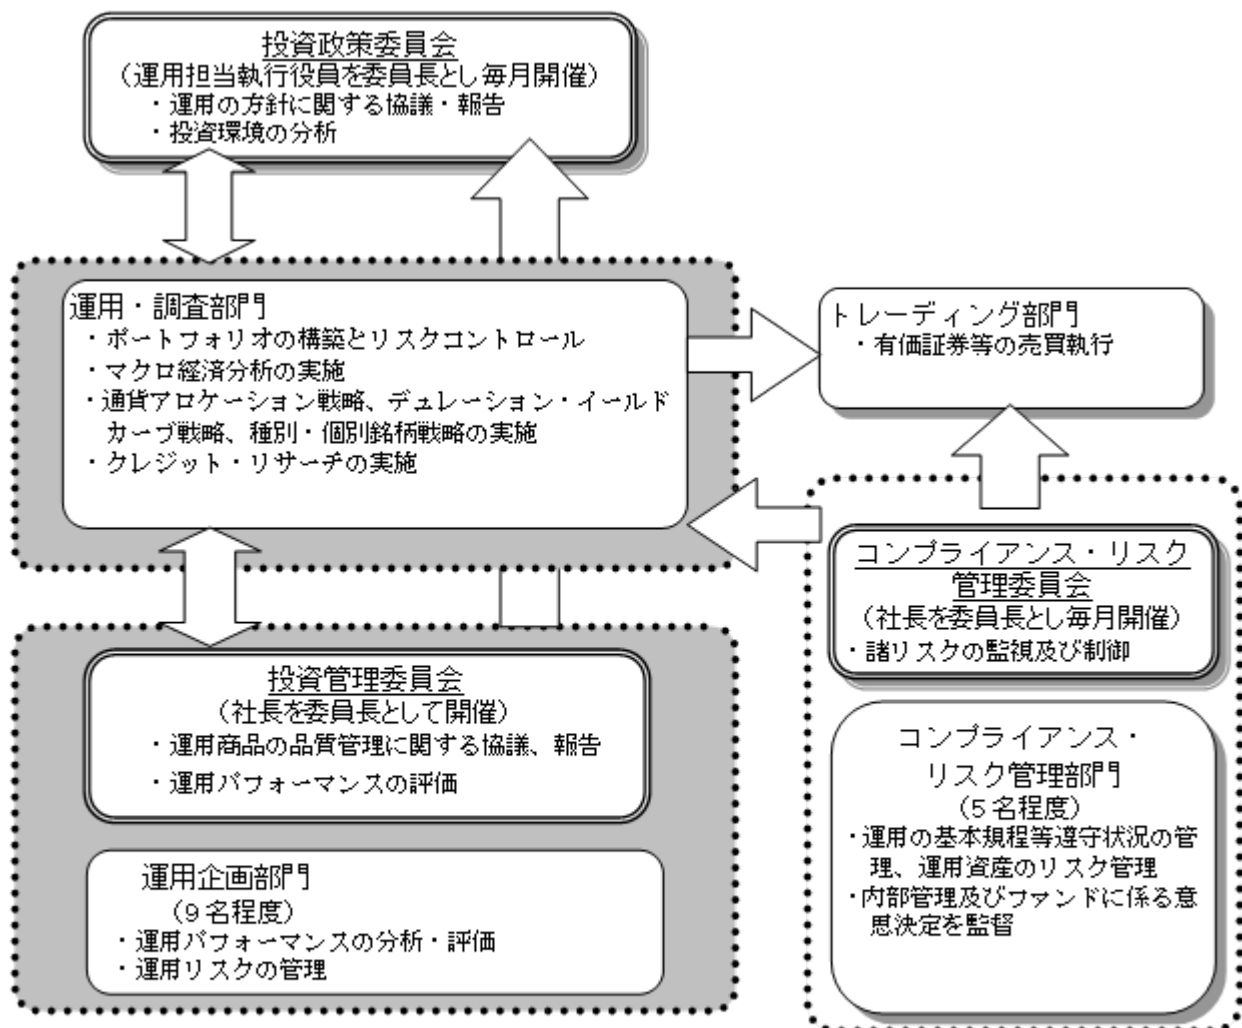 投資政策委員会
(運用担当執行役員を委員長とし毎月開催)
・運用の方針に関する協議・報告
・投資環境の分析
運用・調査部門
・ポートフォリオの構築とリスクコントロール
・マクロ経済分析の実施
・通貨アロケーション戦略、デュレーション・イールド
カーブ戦略、種別・個別銘柄戦略の実施
・クレジット・リサーチの実施
トレーディング部門
・有価証券等の売買執行
投資管理委員会
(社長を委員長として開催)
・運用商品の品質管理に関する協議、報告
・運用パフォーマンスの評価
運用企画部門
(9名程度)
・運用パフォーマンスの分析・評価
・運用リスクの管理
コンプライアンス・リスク
管理委員会
(社長を委員長とし毎月開催)
・諸リスクの監視及び制御
コンプライアンス・
リスク管理部門
(5名程度)
・運用の基本規程等遵守状況の管
理、運用資産のリスク管理
・内部管理及びファンドに係る意
思決定を監督